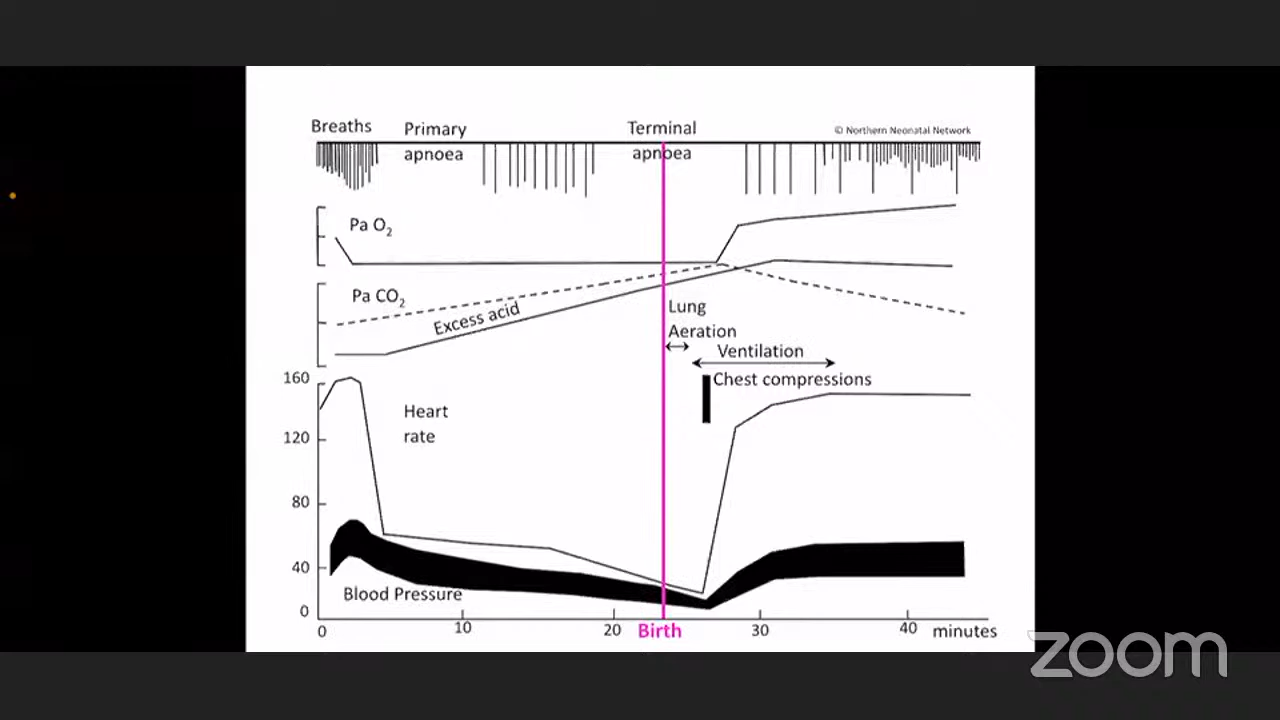 Breaths
Primary
apnoea
Terminal
apnoea
© Northern Neonatal Network
Pa O2
Pa CO2
Excess acid
Lung
Aeration
Ventilation
Chest compressions
160
120
80
40
0
Heart
rate
Blood Pressure
0 10 20 Birth 30 40 minutes
zoom